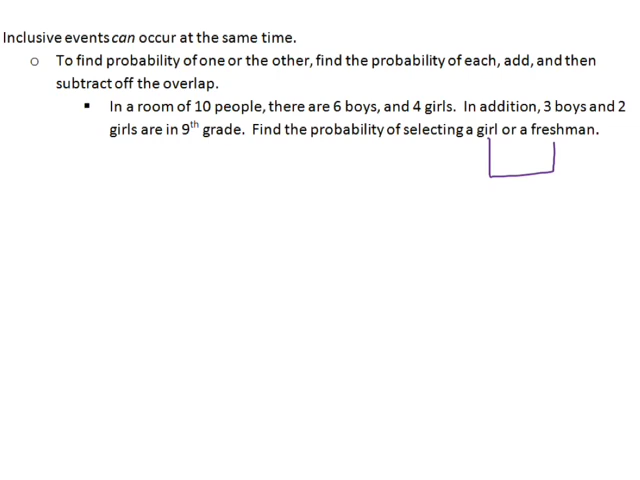 Inclusive events can occur at the same time.
o To find probability of one or the other, find the probability of each, add, and then
subtract off the overlap.
▪ In a room of 10 people, there are 6 boys, and 4 girls. In addition, 3 boys and 2
girls are in 9th grade. Find the probability of selecting a girl or a freshman.